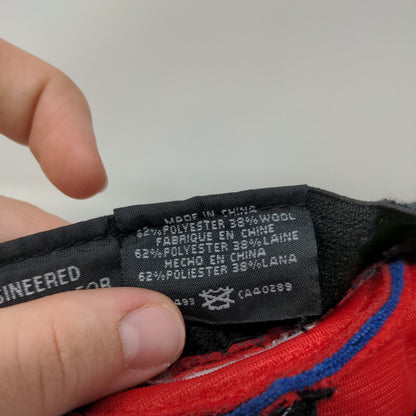 MADE IN CHINA
62%POLYESTER 38%WOOL
FABRIQUE EN CHINE
62%POLYESTER 38%LAINE
HECHO EN CHINA
62%POLIESTER 38%LANA
CA40289
GINEERED